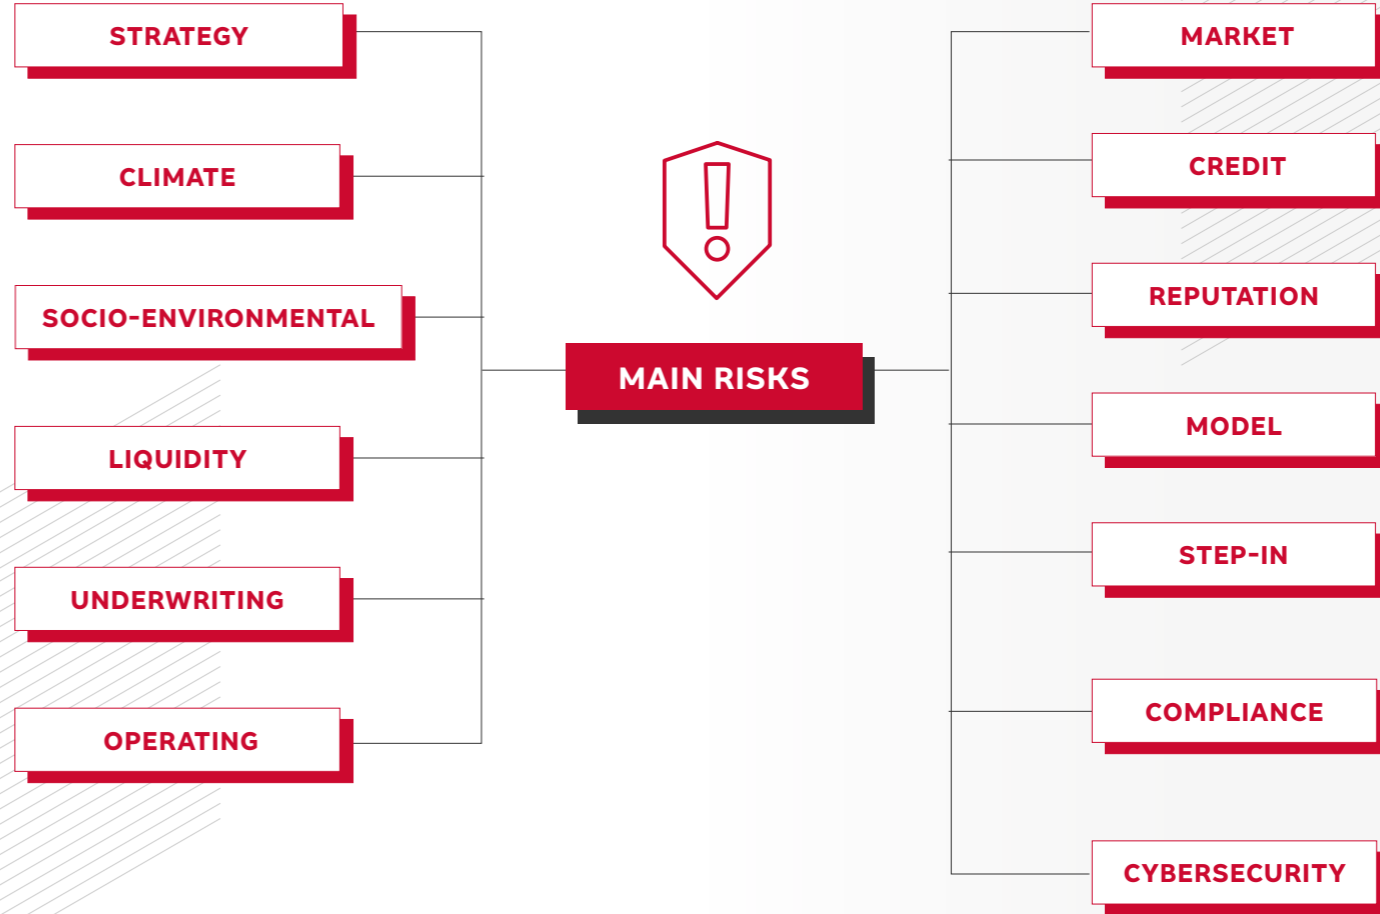 STRATEGY
CLIMATE
SOCIO-ENVIRONMENTAL
LIQUIDITY
UNDERWRITING
OPERATING
MAIN RISKS
MARKET
CREDIT
REPUTATION
MODEL
STEP-IN
COMPLIANCE
CYBERSECURITY